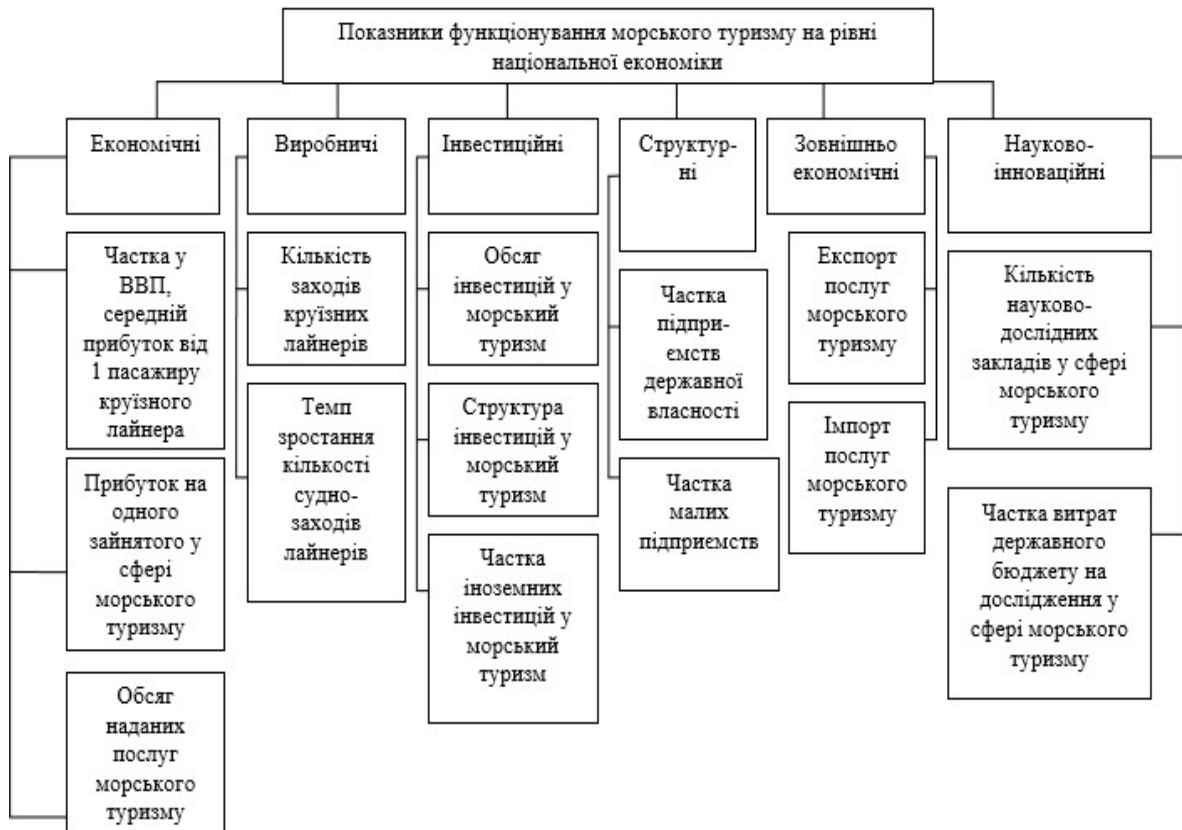 Показники функціонування морського туризму на рівні
національної економіки
Економічні
Виробничі
Інвестиційні
Структур-
ні
Зовнішньо
економічні
Науково-
інноваційні
Частка у
ВВП,
середній
прибуток від
1 пасажиру
круїзного
лайнера
Прибуток на
одного
зайнятого у
сфері
морського
туризму
Обсяг
наданих
послуг
морського
туризму
Кількість
заходів
круїзних
лайнерів
Темп
зростання
кількості
судно-
заходів
лайнерів
Обсяг
інвестицій у
морський
туризм
Структура
інвестицій у
морський
туризм
Частка
іноземних
інвестицій у
морський
туризм
Частка
підпри-
ємств
державної
власності
Частка
малих
підприємств
Експорт
послуг
морського
туризму
Імпорт
послуг
морського
туризму
Кількість
науково-
дослідних
закладів у сфері
морського
туризму
Частка витрат
державного
бюджету на
дослідження у
сфері морського
туризму